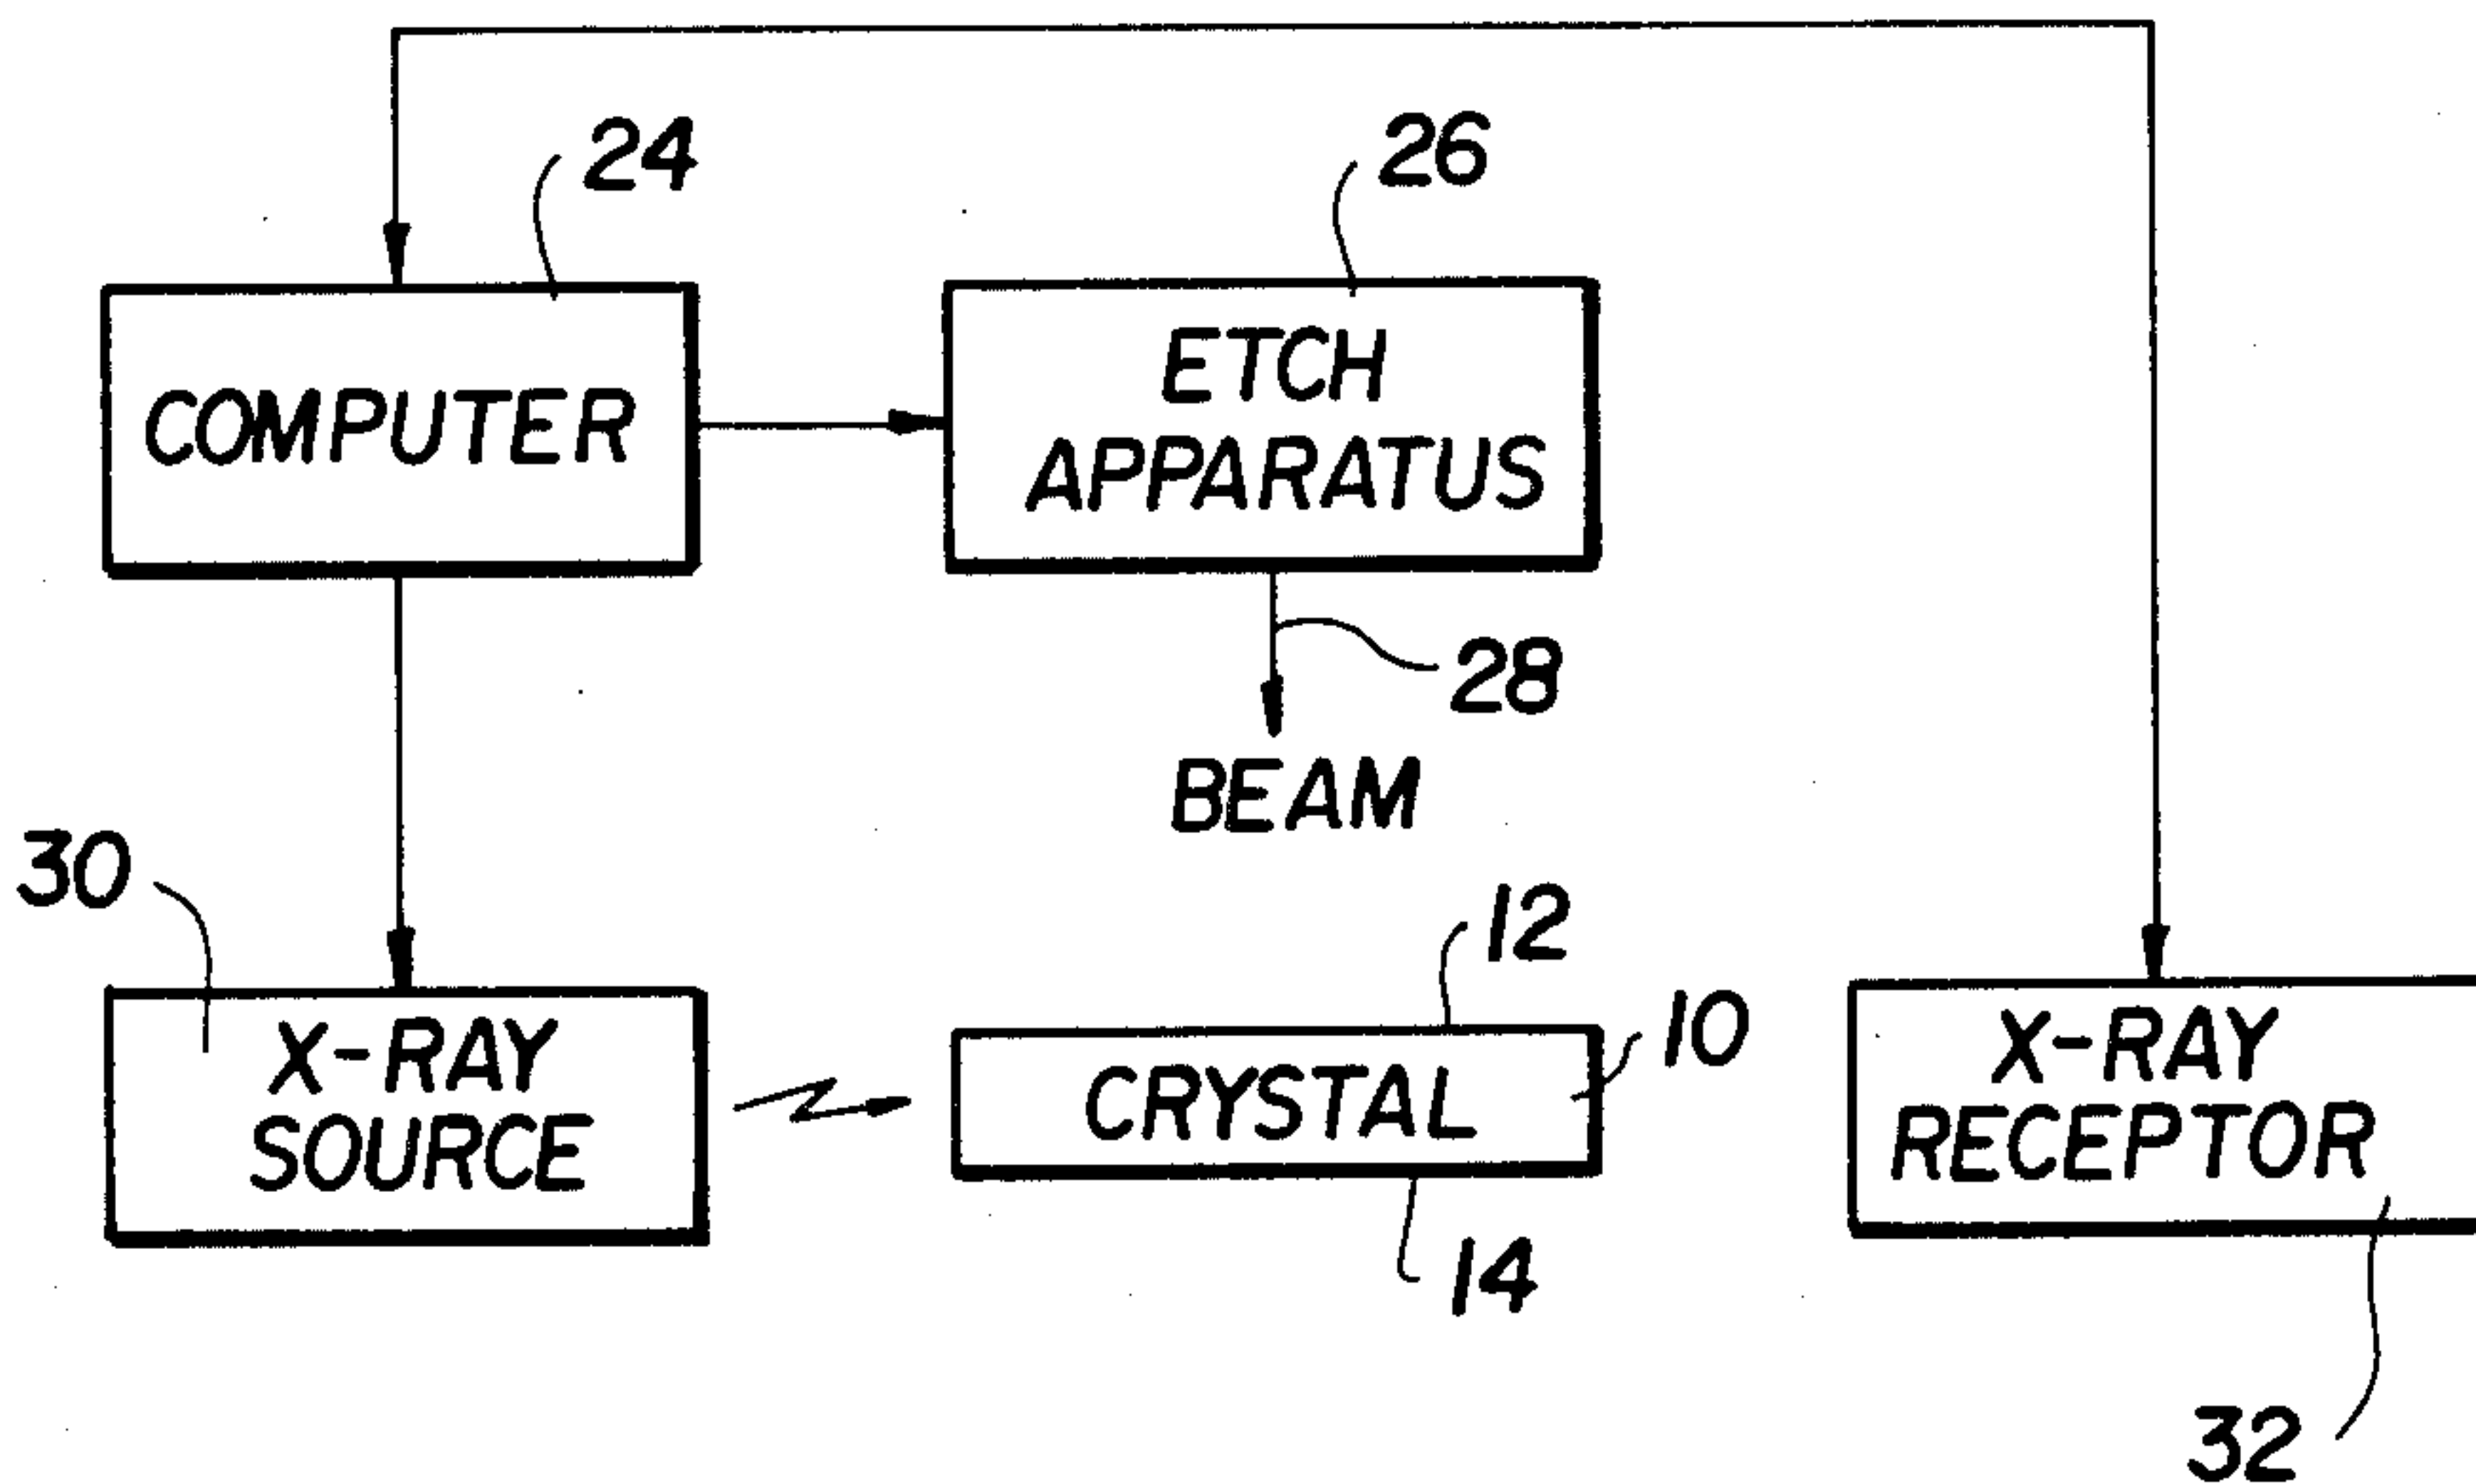 24
26
COMPUTER
ETCH
APPARATUS
28
BEAM
30
12
10
X-RAY
SOURCE
CRYSTAL
X-RAY
RECEPTOR
14
32